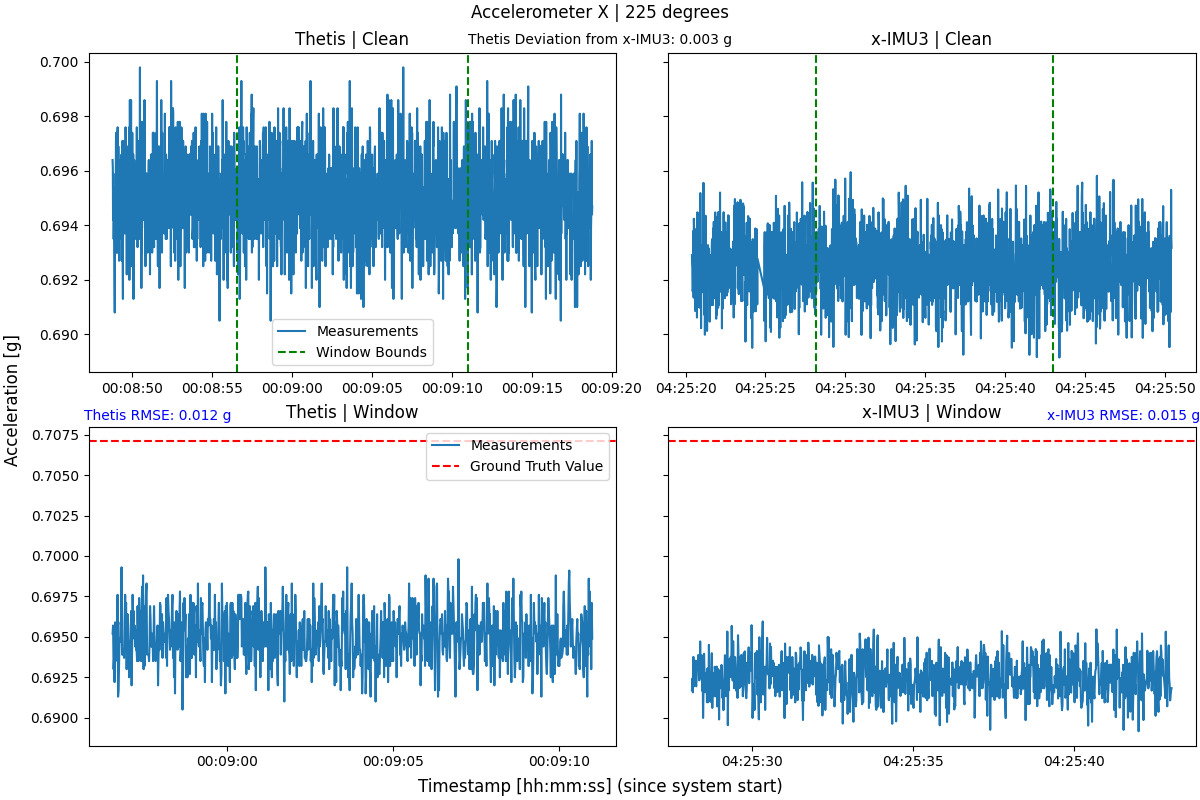 Accelerometer X | 225 degrees
Thetis | Clean
Thetis Deviation from x-IMU3: 0.003 g
x-IMU3 | Clean
0.700
0.698
0.696
0.694
0.692
0.690
Measurements
Window Bounds
00:08:50 00:08:55 00:09:00 00:09:05 00:09:10 00:09:15 00:09:20
04:25:20 04:25:25 04:25:30 04:25:35 04:25:40 04:25:45 04:25:50
Acceleration [g]
Thetis RMSE: 0.012 g
Thetis | Window
x-IMU3 | Window
x-IMU3 RMSE: 0.015 g
0.7075
0.7050
0.7025
0.7000
0.6975
0.6950
0.6925
0.6900
Measurements
Ground Truth Value
00:09:00 00:09:05 00:09:10
04:25:30 04:25:35 04:25:40
Timestamp [hh:mm:ss] (since system start)